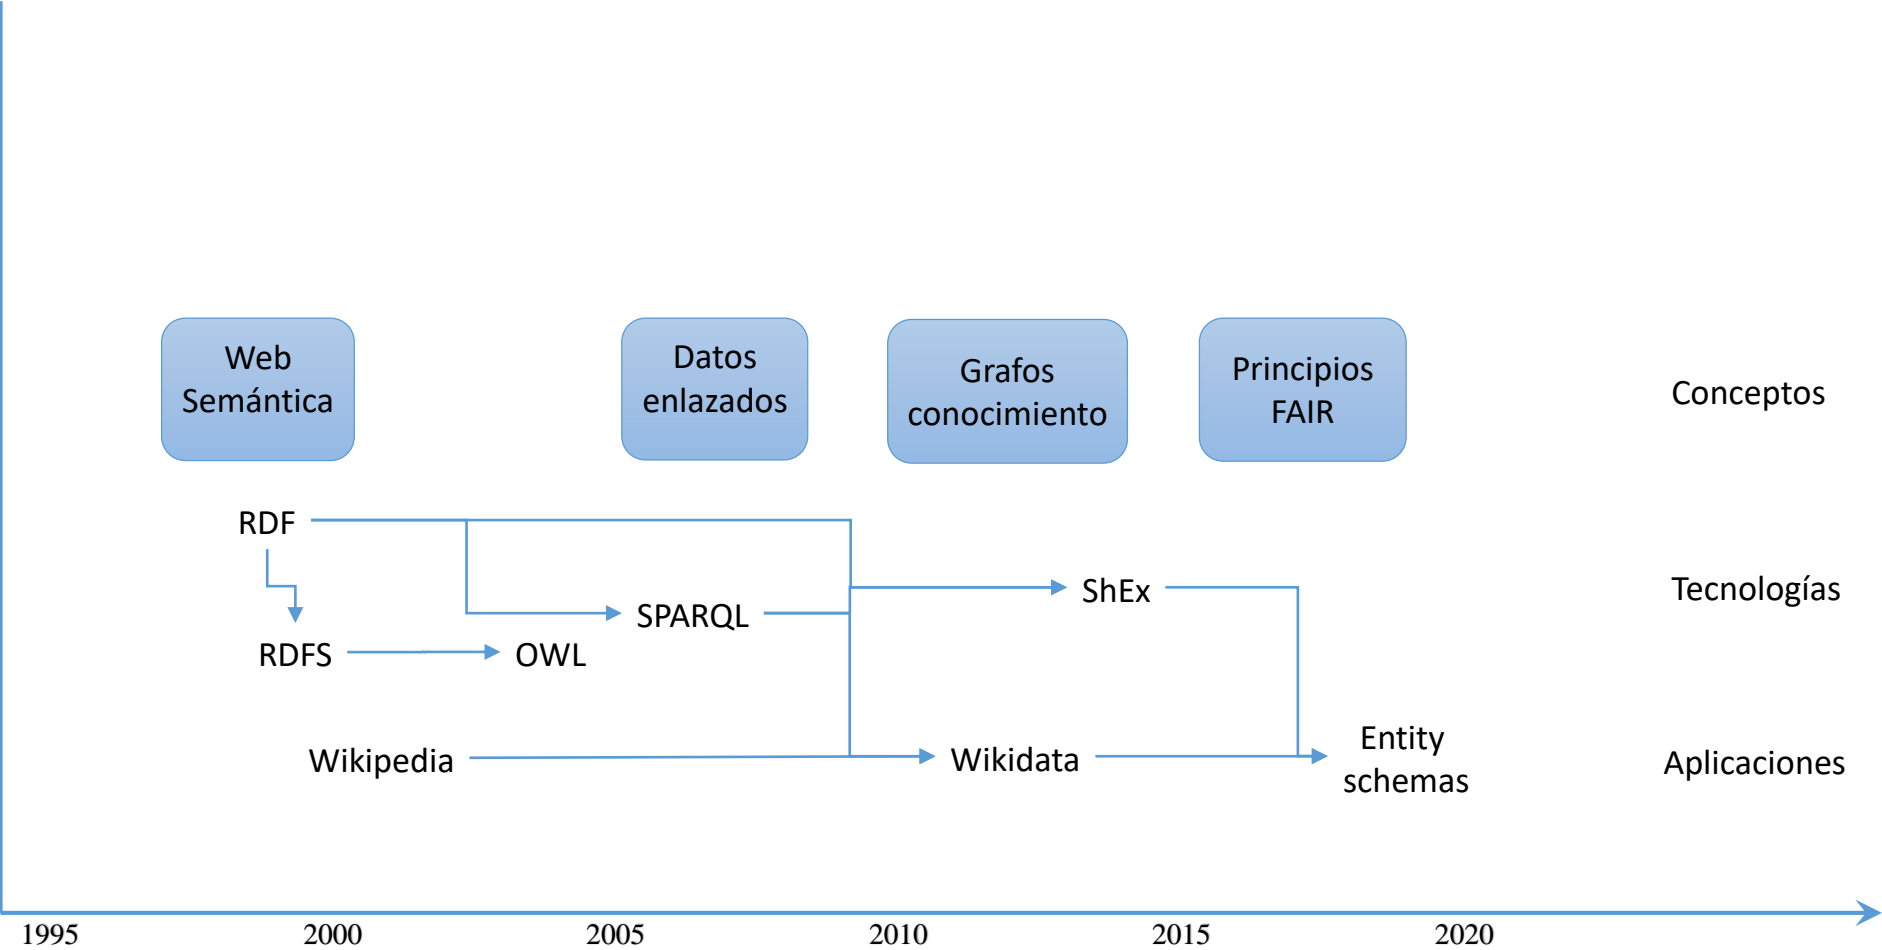 Web
Semántica
Datos
enlazados
Grafos
conocimiento
Principios
FAIR
Conceptos
RDF
ShEx
Tecnologías
SPARQL
RDFS
OWL
Wikipedia
Wikidata
Entity
schemas
Aplicaciones
1995
2000
2005
2010
2015
2020